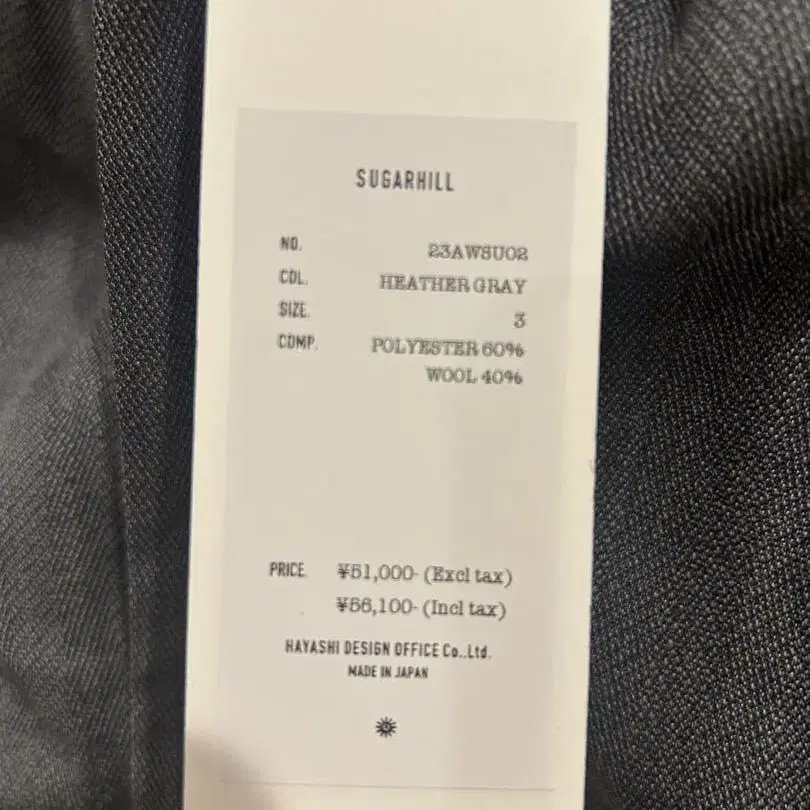 SUGARHILL
NO. 23AWSU02
COL. HEATHER GRAY
SIZE. 3
COMP. POLYESTER 60%
WOOL 40%
PRICE. ¥51,000- (Excl tax)
¥56,100- (Incl tax)
HAYASHI DESIGN OFFICE Co.,Ltd.
MADE IN JAPAN